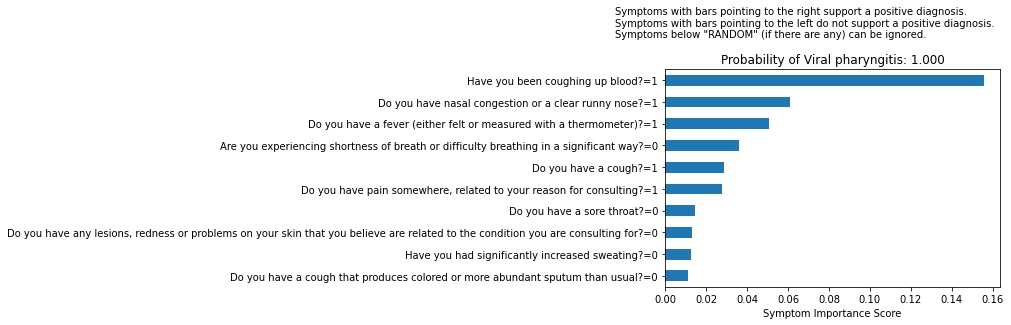 Symptoms with bars pointing to the right support a positive diagnosis.
Symptoms with bars pointing to the left do not support a positive diagnosis.
Symptoms below "RANDOM" (if there are any) can be ignored.
Probability of Viral pharyngitis: 1.000
Have you been coughing up blood?=1
Do you have nasal congestion or a clear runny nose?=1
Do you have a fever (either felt or measured with a thermometer)?=1
Are you experiencing shortness of breath or difficulty breathing in a significant way?=0
Do you have a cough?=1
Do you have pain somewhere, related to your reason for consulting?=1
Do you have a sore throat?=0
Do you have any lesions, redness or problems on your skin that you believe are related to the condition you are consulting for?=0
Have you had significantly increased sweating?=0
Do you have a cough that produces colored or more abundant sputum than usual?=0
0.00 0.02 0.04 0.06 0.08 0.10 0.12 0.14 0.16
Symptom Importance Score